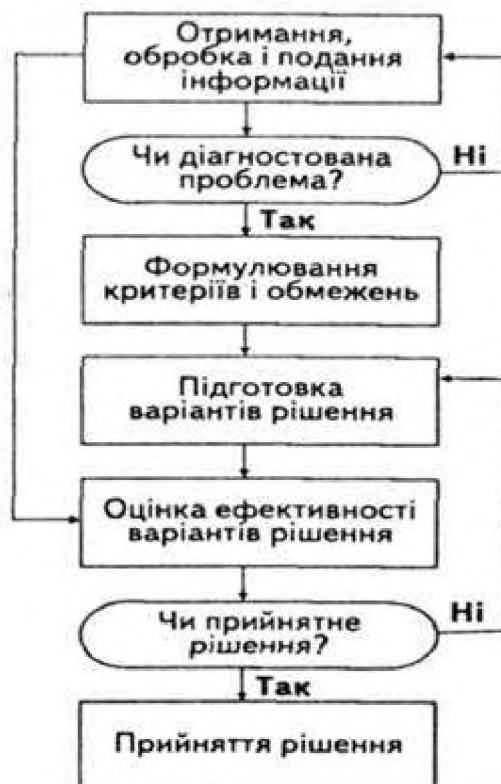 Отримання,
обробка і подання
інформації
Чи діагностована
проблема?
Ні
Так
Формулювання
критеріїв і обмежень
Підготовка
варіантів рішення
Оцінка ефективності
варіантів рішення
Чи прийнятне
рішення?
Ні
Так
Прийняття рішення